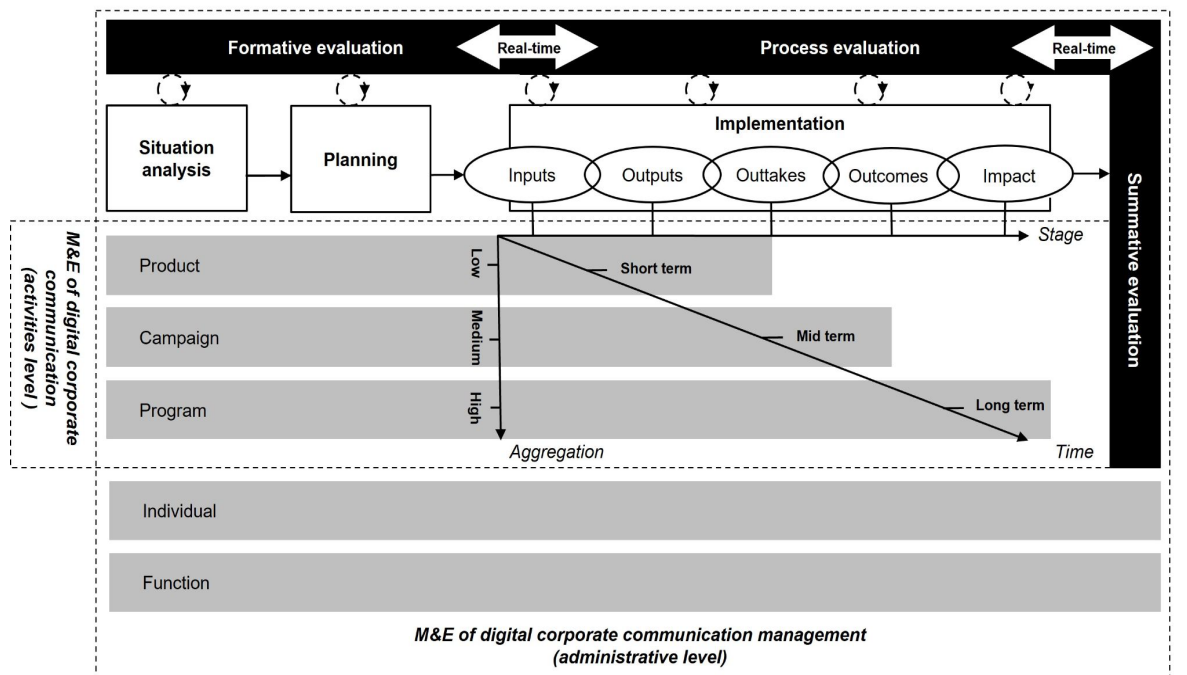 Formative evaluation
Real-time
Process evaluation
Real-time
Situation
analysis
Planning
Implementation
Inputs
Outputs
Outtakes
Outcomes
Impact
Summative evaluation
M&E of digital corporate
communication
(activities level )
Stage
Product
Low
Short term
Campaign
Medium
Mid term
Program
High
Long term
Aggregation
Time
Individual
Function
M&E of digital corporate communication management
(administrative level)